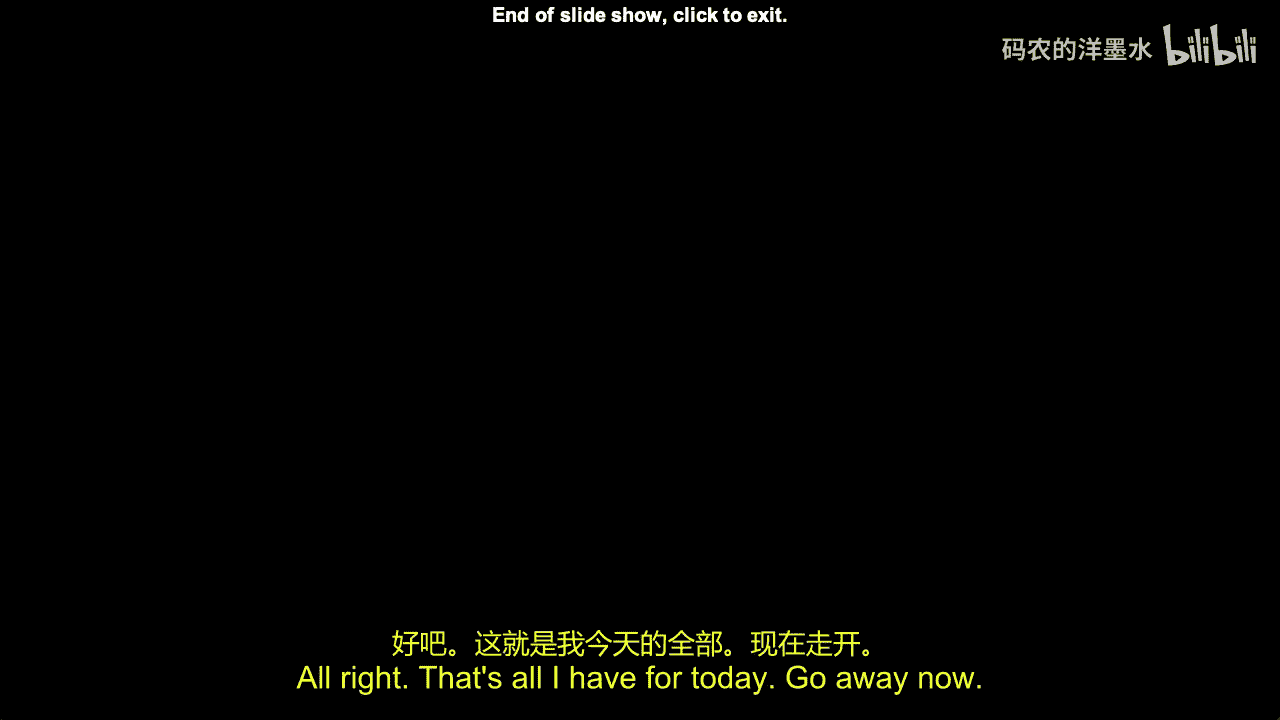 End of slide show, click to exit.
码农的洋墨水 bilibili
好吧。这就是我今天的全部。现在走开。
All right. That's all I have for today. Go away now.